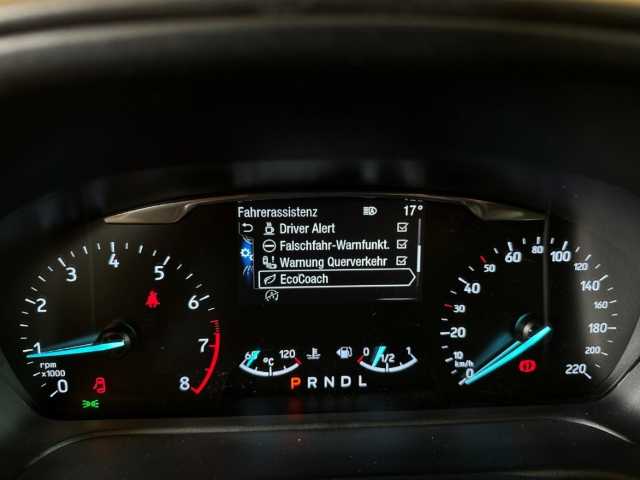 Fahrerassistenz 17°
Driver Alert
Falschfahr-Warnfunkt.
Warnung Querverkehr
EcoCoach
0 1 2 3 4 5 6 7 8
rpm
x1000
60 °C 120
0 1/2 1
P R N D L
0 10 20 30 40 50 60 80 100 120 140 160 180 200 220
km/h